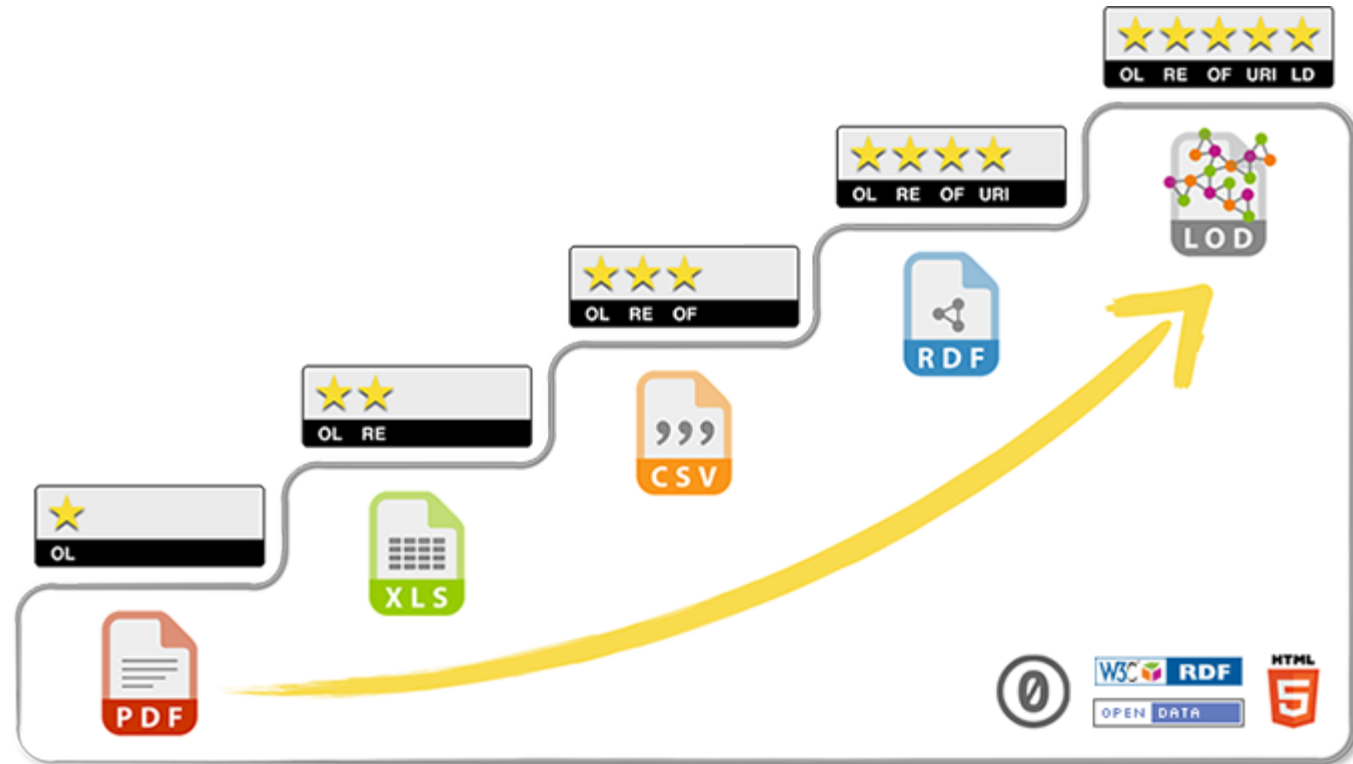 OL RE OF URI LD
LOD
OL RE OF URI
RDF
OL RE OF
CSV
OL RE
XLS
OL
PDF
0
W3C RDF
OPEN DATA
HTML
5